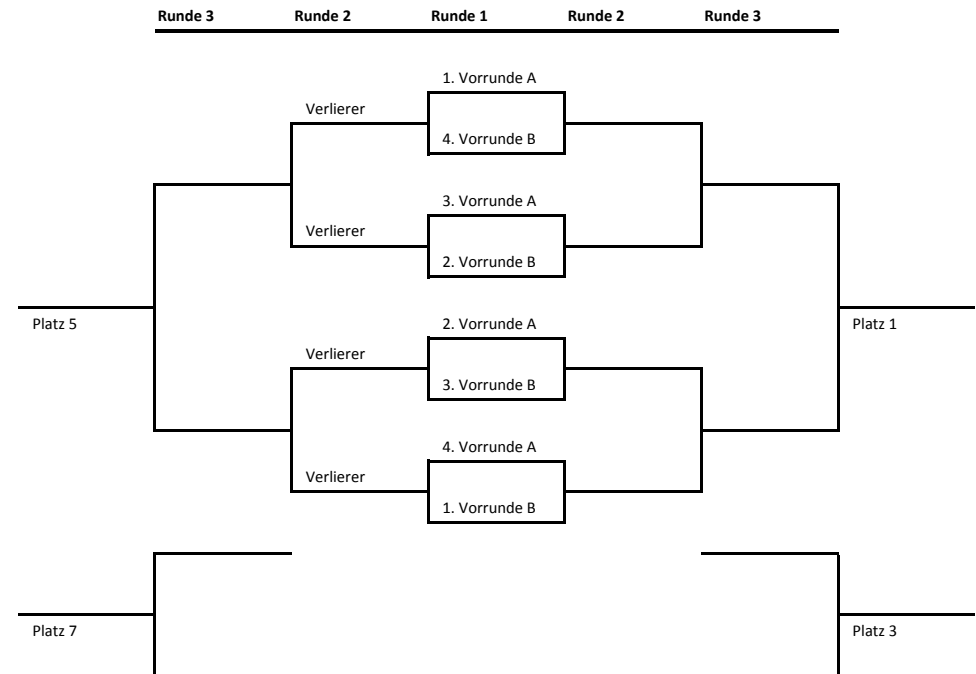 Runde 3 Runde 2 Runde 1 Runde 2 Runde 3
1. Vorrunde A
Verlierer
4. Vorrunde B
3. Vorrunde A
Verlierer
2. Vorrunde B
Platz 5 2. Vorrunde A Platz 1
Verlierer
3. Vorrunde B
4. Vorrunde A
Verlierer
1. Vorrunde B
Platz 7 Platz 3